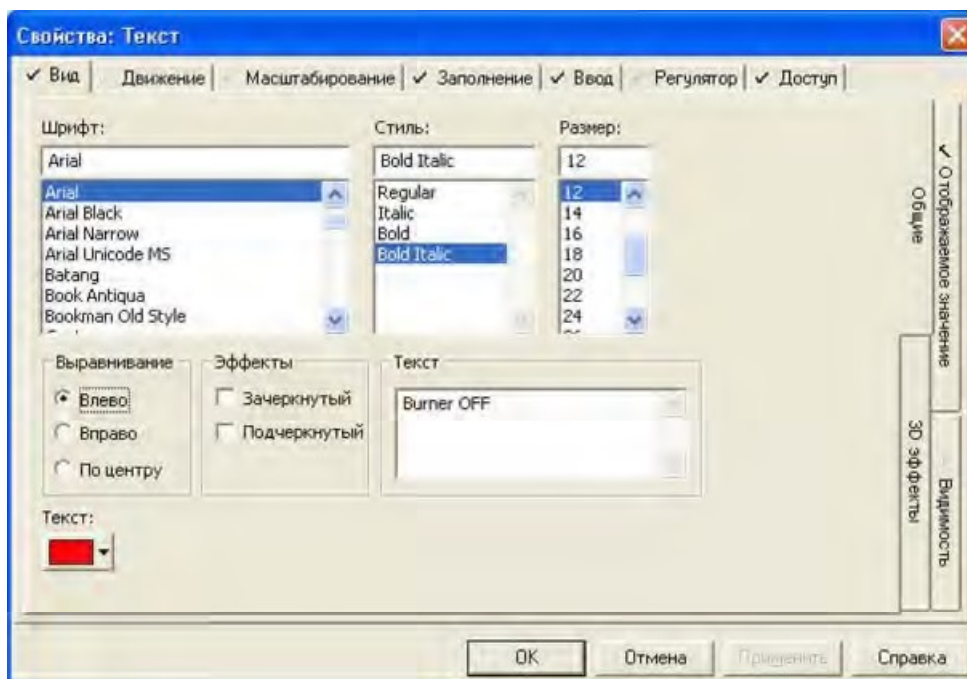 Свойства: Текст
Вид Движение Масштабирование Заполнение Ввод Регулятор Доступ
Шрифт: Стиль: Размер:
Arial Bold Italic 12
Arial Regular 12
Arial Black Italic 14
Arial Narrow Bold 16
Arial Unicode MS Bold Italic 18
Batang 20
Book Antiqua 22
Bookman Old Style 24
Выравнивание Эффекты Текст
Влево Зачеркнутый Burner OFF
Вправо Подчеркнутый
По центру
Текст:
Общие
3D эффекты
Отображаемое значение
Видимость
OK Отмена Применить Справка